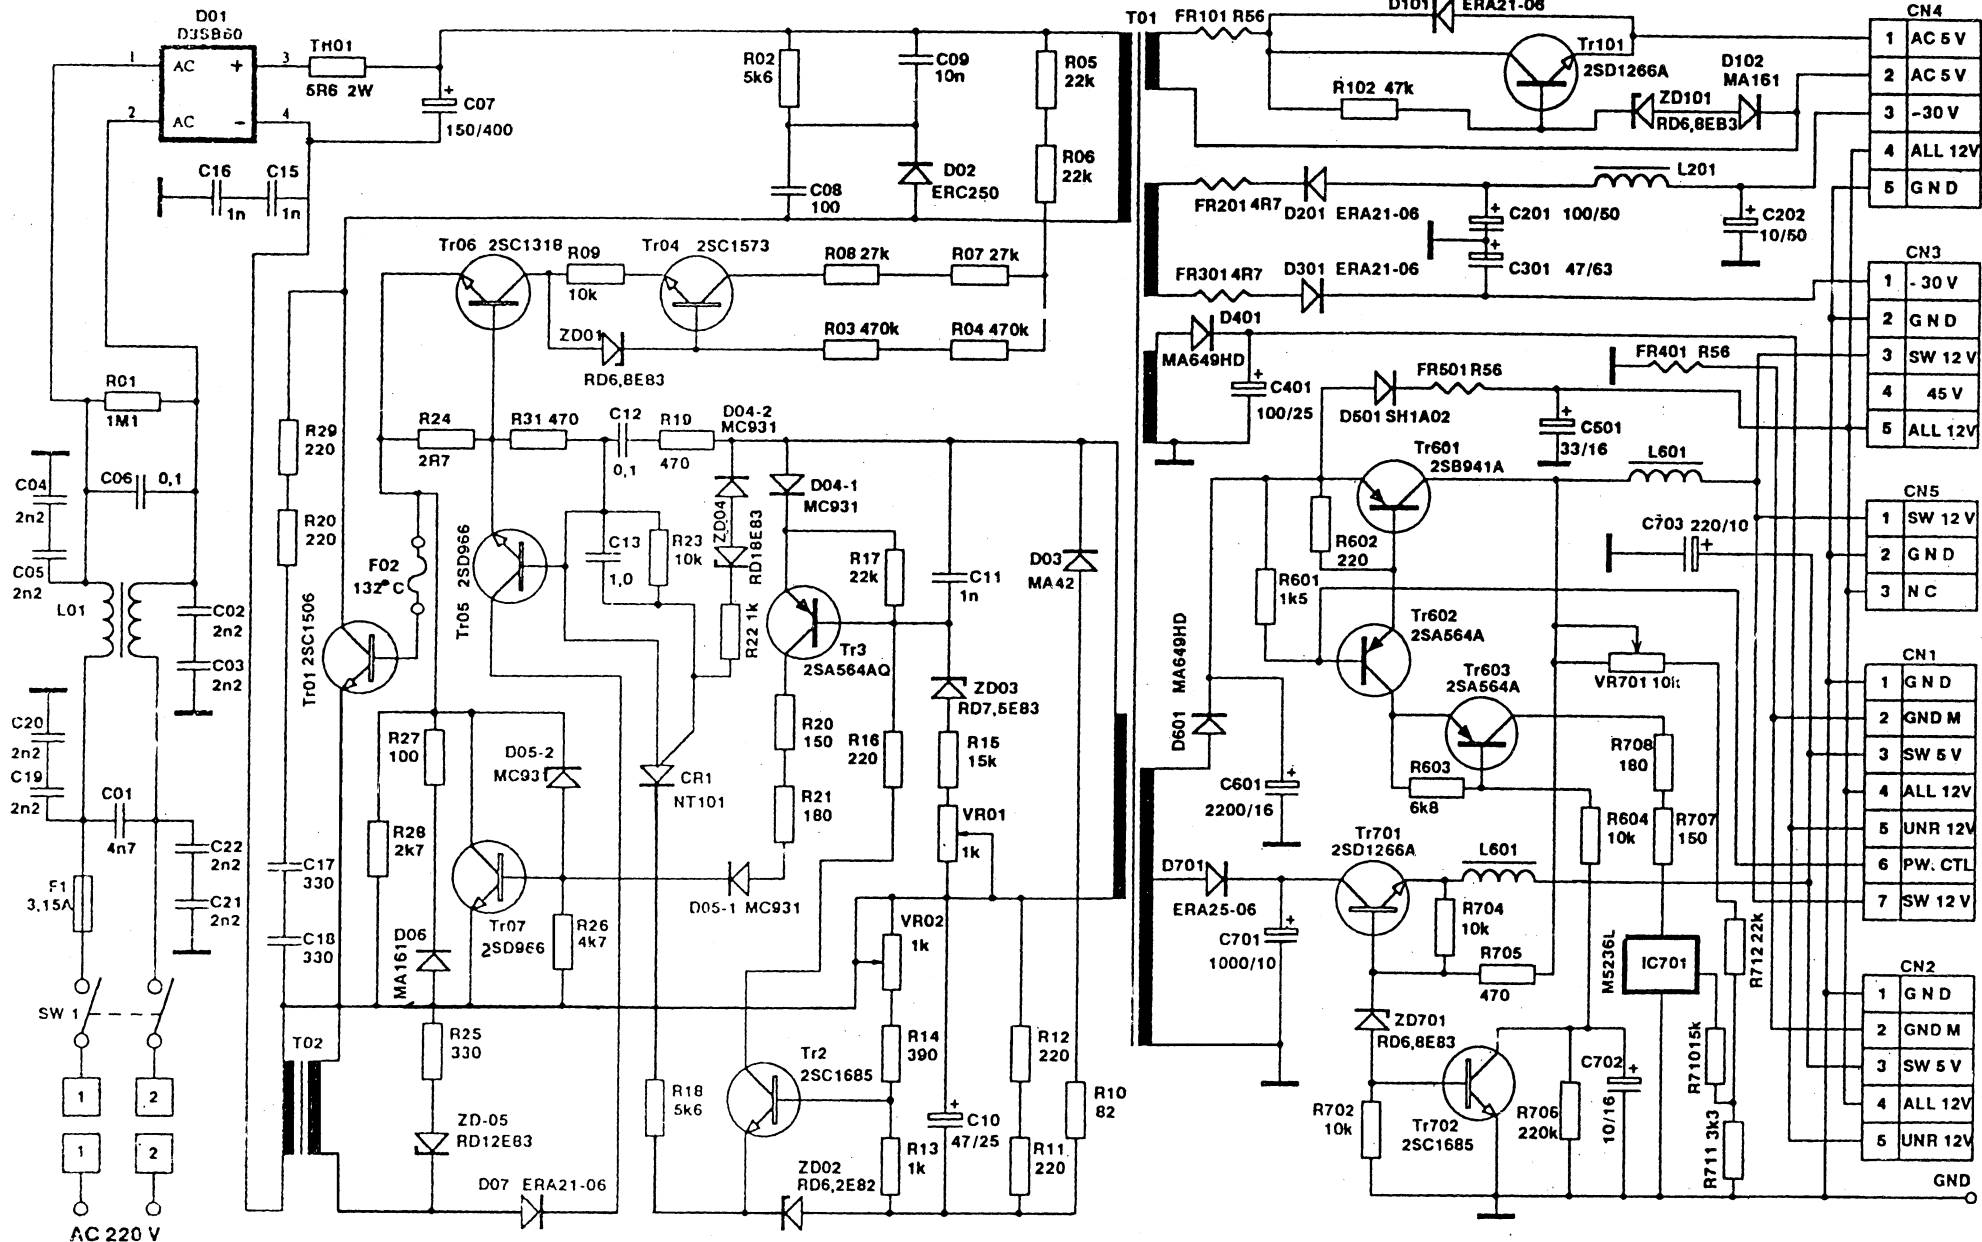 D01
D3SB60
1
AC
+
3
2
AC
-
4
TH01
5R6 2W
C07
150/400
+
C16
1n
C15
1n
R02
5k6
C09
10n
R05
22k
R06
22k
C08
100
D02
ERC250
T01
Tr06 2SC1318
R09
10k
Tr04 2SC1573
R08 27k
R07 27k
ZD01
RD6,8E83
R03 470k
R04 470k
R01
1M1
C06
0,1
C04
2n2
C05
2n2
L01
C02
2n2
C03
2n2
C20
2n2
C19
2n2
C01
4n7
C22
2n2
C21
2n2
F1
3,15A
SW 1
1
2
1
2
AC 220 V
R29
220
R20
220
C17
330
C18
330
T02
Tr01 2SC1506
F02
132°C
R24
2R7
R31 470
C12
0,1
R19
470
D04-2
MC931
D04-1
MC931
Tr05 2SD966
C13
1,0
R23
10k
ZD04
RD18E83
R22 1k
R17
22k
C11
1n
D03
MA42
Tr3
2SA564AQ
ZD03
RD7,5E83
R20
150
R21
180
R16
220
R15
15k
VR01
1k
CR1
NT101
R27
100
R28
2k7
D05-2
MC931
D05-1 MC931
Tr07
2SD966
R26
4k7
D06
MA161
R25
330
ZD-05
RD12E83
D07 ERA21-06
R18
5k6
Tr2
2SC1685
ZD02
RD6,2E82
VR02
1k
R14
390
R13
1k
C10
47/25
+
R12
220
R11
220
R10
82
FR101 R56
D101 ERA21-06
Tr101
2SD1266A
R102 47k
ZD101
RD6,8EB3
D102
MA161
FR201 4R7
D201 ERA21-06
C201 100/50
+
L201
C202
10/50
+
FR301 4R7
D301 ERA21-06
C301 47/63
+
D401
MA649HD
C401
100/25
+
FR401 R56
FR501 R56
D501 SH1A02
C501
33/16
+
Tr601
2SB941A
L601
R602
220
R601
1k5
C703 220/10
+
Tr602
2SA564A
D601 MA649HD
C601
2200/16
+
Tr603
2SA564A
VR701 10k
R603
6k8
R708
180
R604
10k
R707
150
Tr701
2SD1266A
L601
D701
ERA25-06
C701
1000/10
+
R704
10k
R705
470
M5236L
IC701
R712 22k
ZD701
RD6,8E83
R702
10k
Tr702
2SC1685
R706
220k
C702
10/16
+
R710 15k
R711 3k3
CN4
1 AC 5 V
2 AC 5 V
3 -30 V
4 ALL 12V
5 GND
CN3
1 - 30 V
2 GND
3 SW 12 V
4 45 V
5 ALL 12V
CN5
1 SW 12 V
2 GND
3 NC
CN1
1 GND
2 GND M
3 SW 5 V
4 ALL 12V
5 UNR 12V
6 PW. CTL
7 SW 12 V
CN2
1 GND
2 GND M
3 SW 5 V
4 ALL 12V
5 UNR 12V
GND